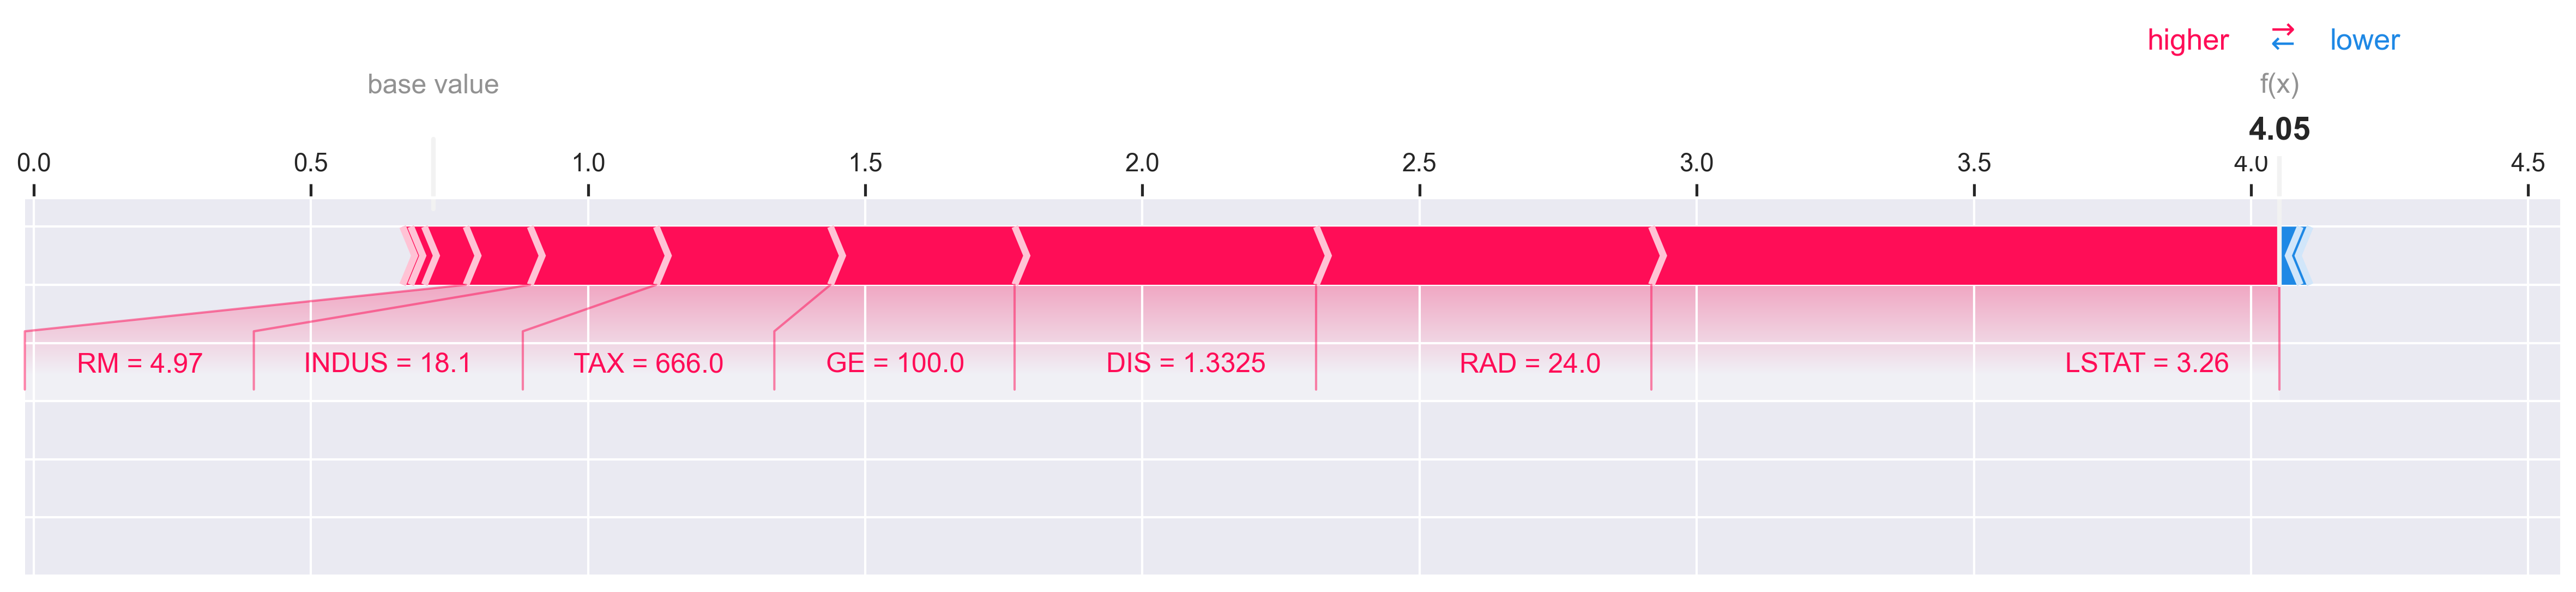 higher ⇄ lower
base value f(x)
4.05
0.0 0.5 1.0 1.5 2.0 2.5 3.0 3.5 4.0 4.5
RM = 4.97 INDUS = 18.1 TAX = 666.0 GE = 100.0 DIS = 1.3325 RAD = 24.0 LSTAT = 3.26